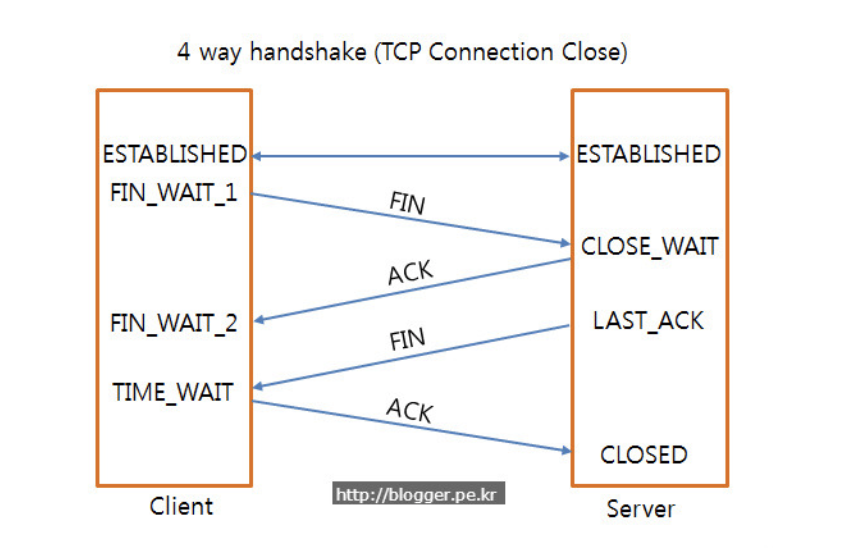 4 way handshake (TCP Connection Close)
ESTABLISHED
ESTABLISHED
FIN_WAIT_1
FIN
CLOSE_WAIT
ACK
FIN_WAIT_2
LAST_ACK
FIN
TIME_WAIT
ACK
CLOSED
http://blogger.pe.kr
Client
Server